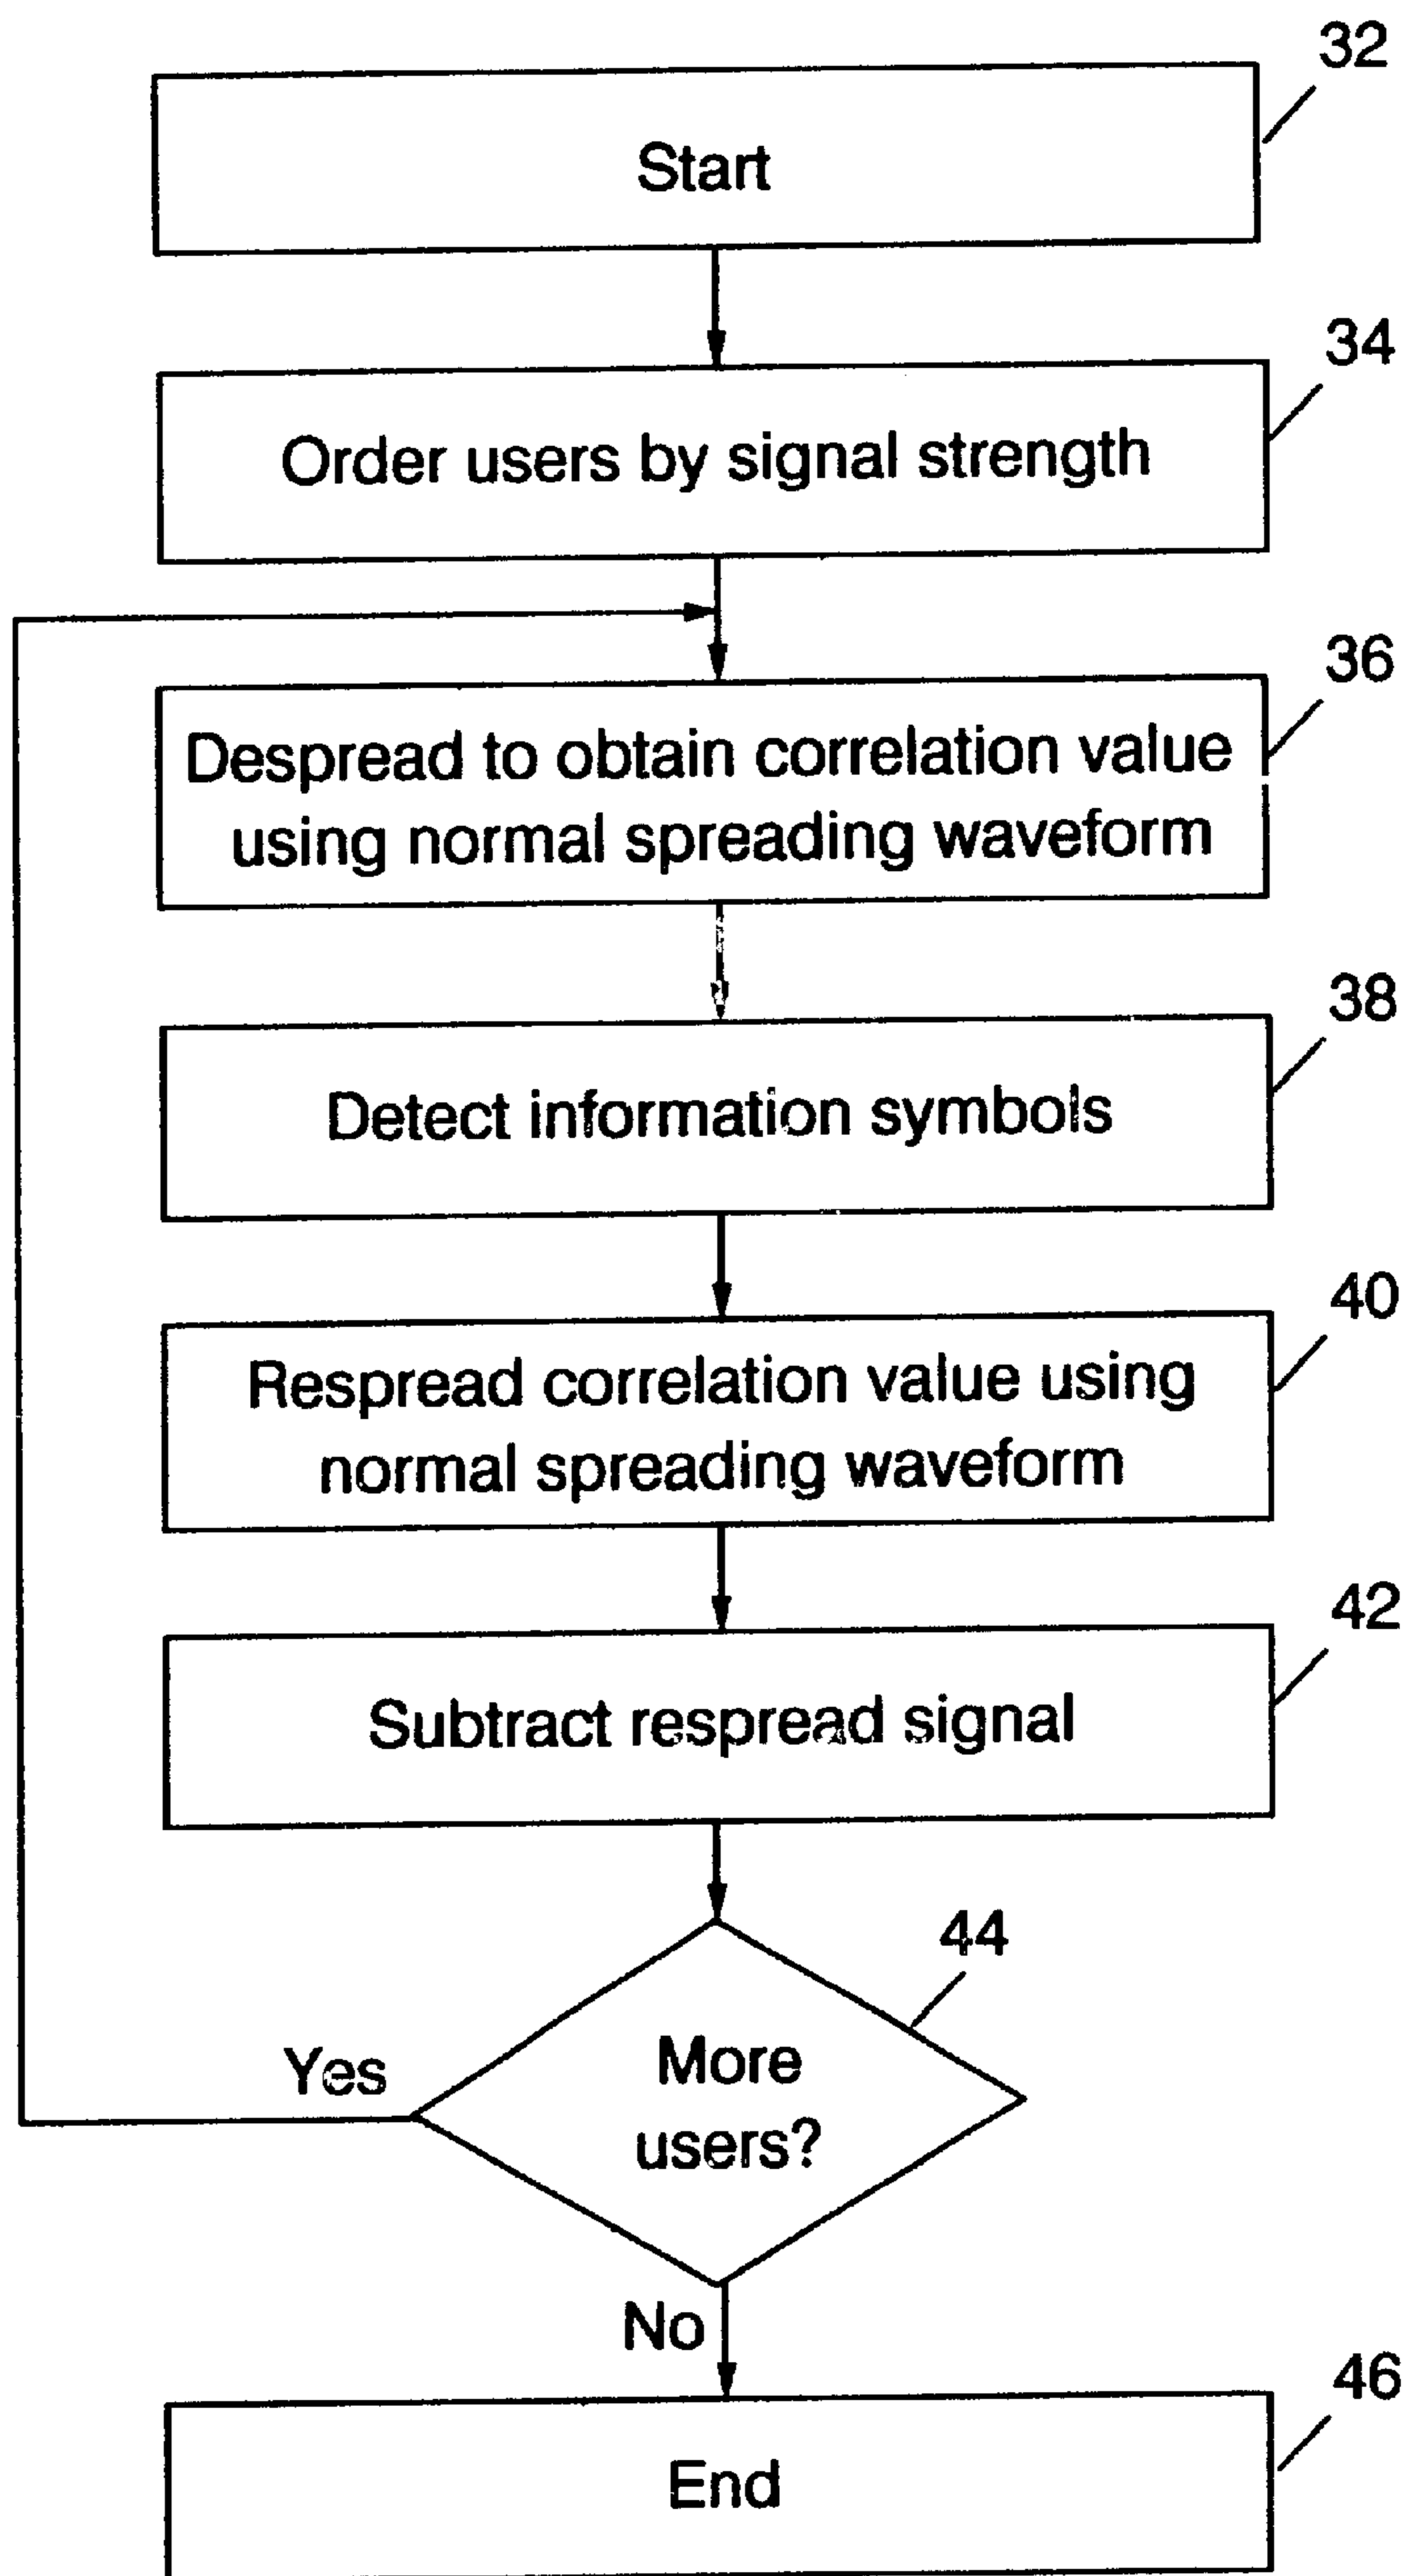 32
Start
34
Order users by signal strength
36
Despread to obtain correlation value
using normal spreading waveform
38
Detect information symbols
40
Respread correlation value using
normal spreading waveform
42
Subtract respread signal
44
More
users?
Yes
No
46
End